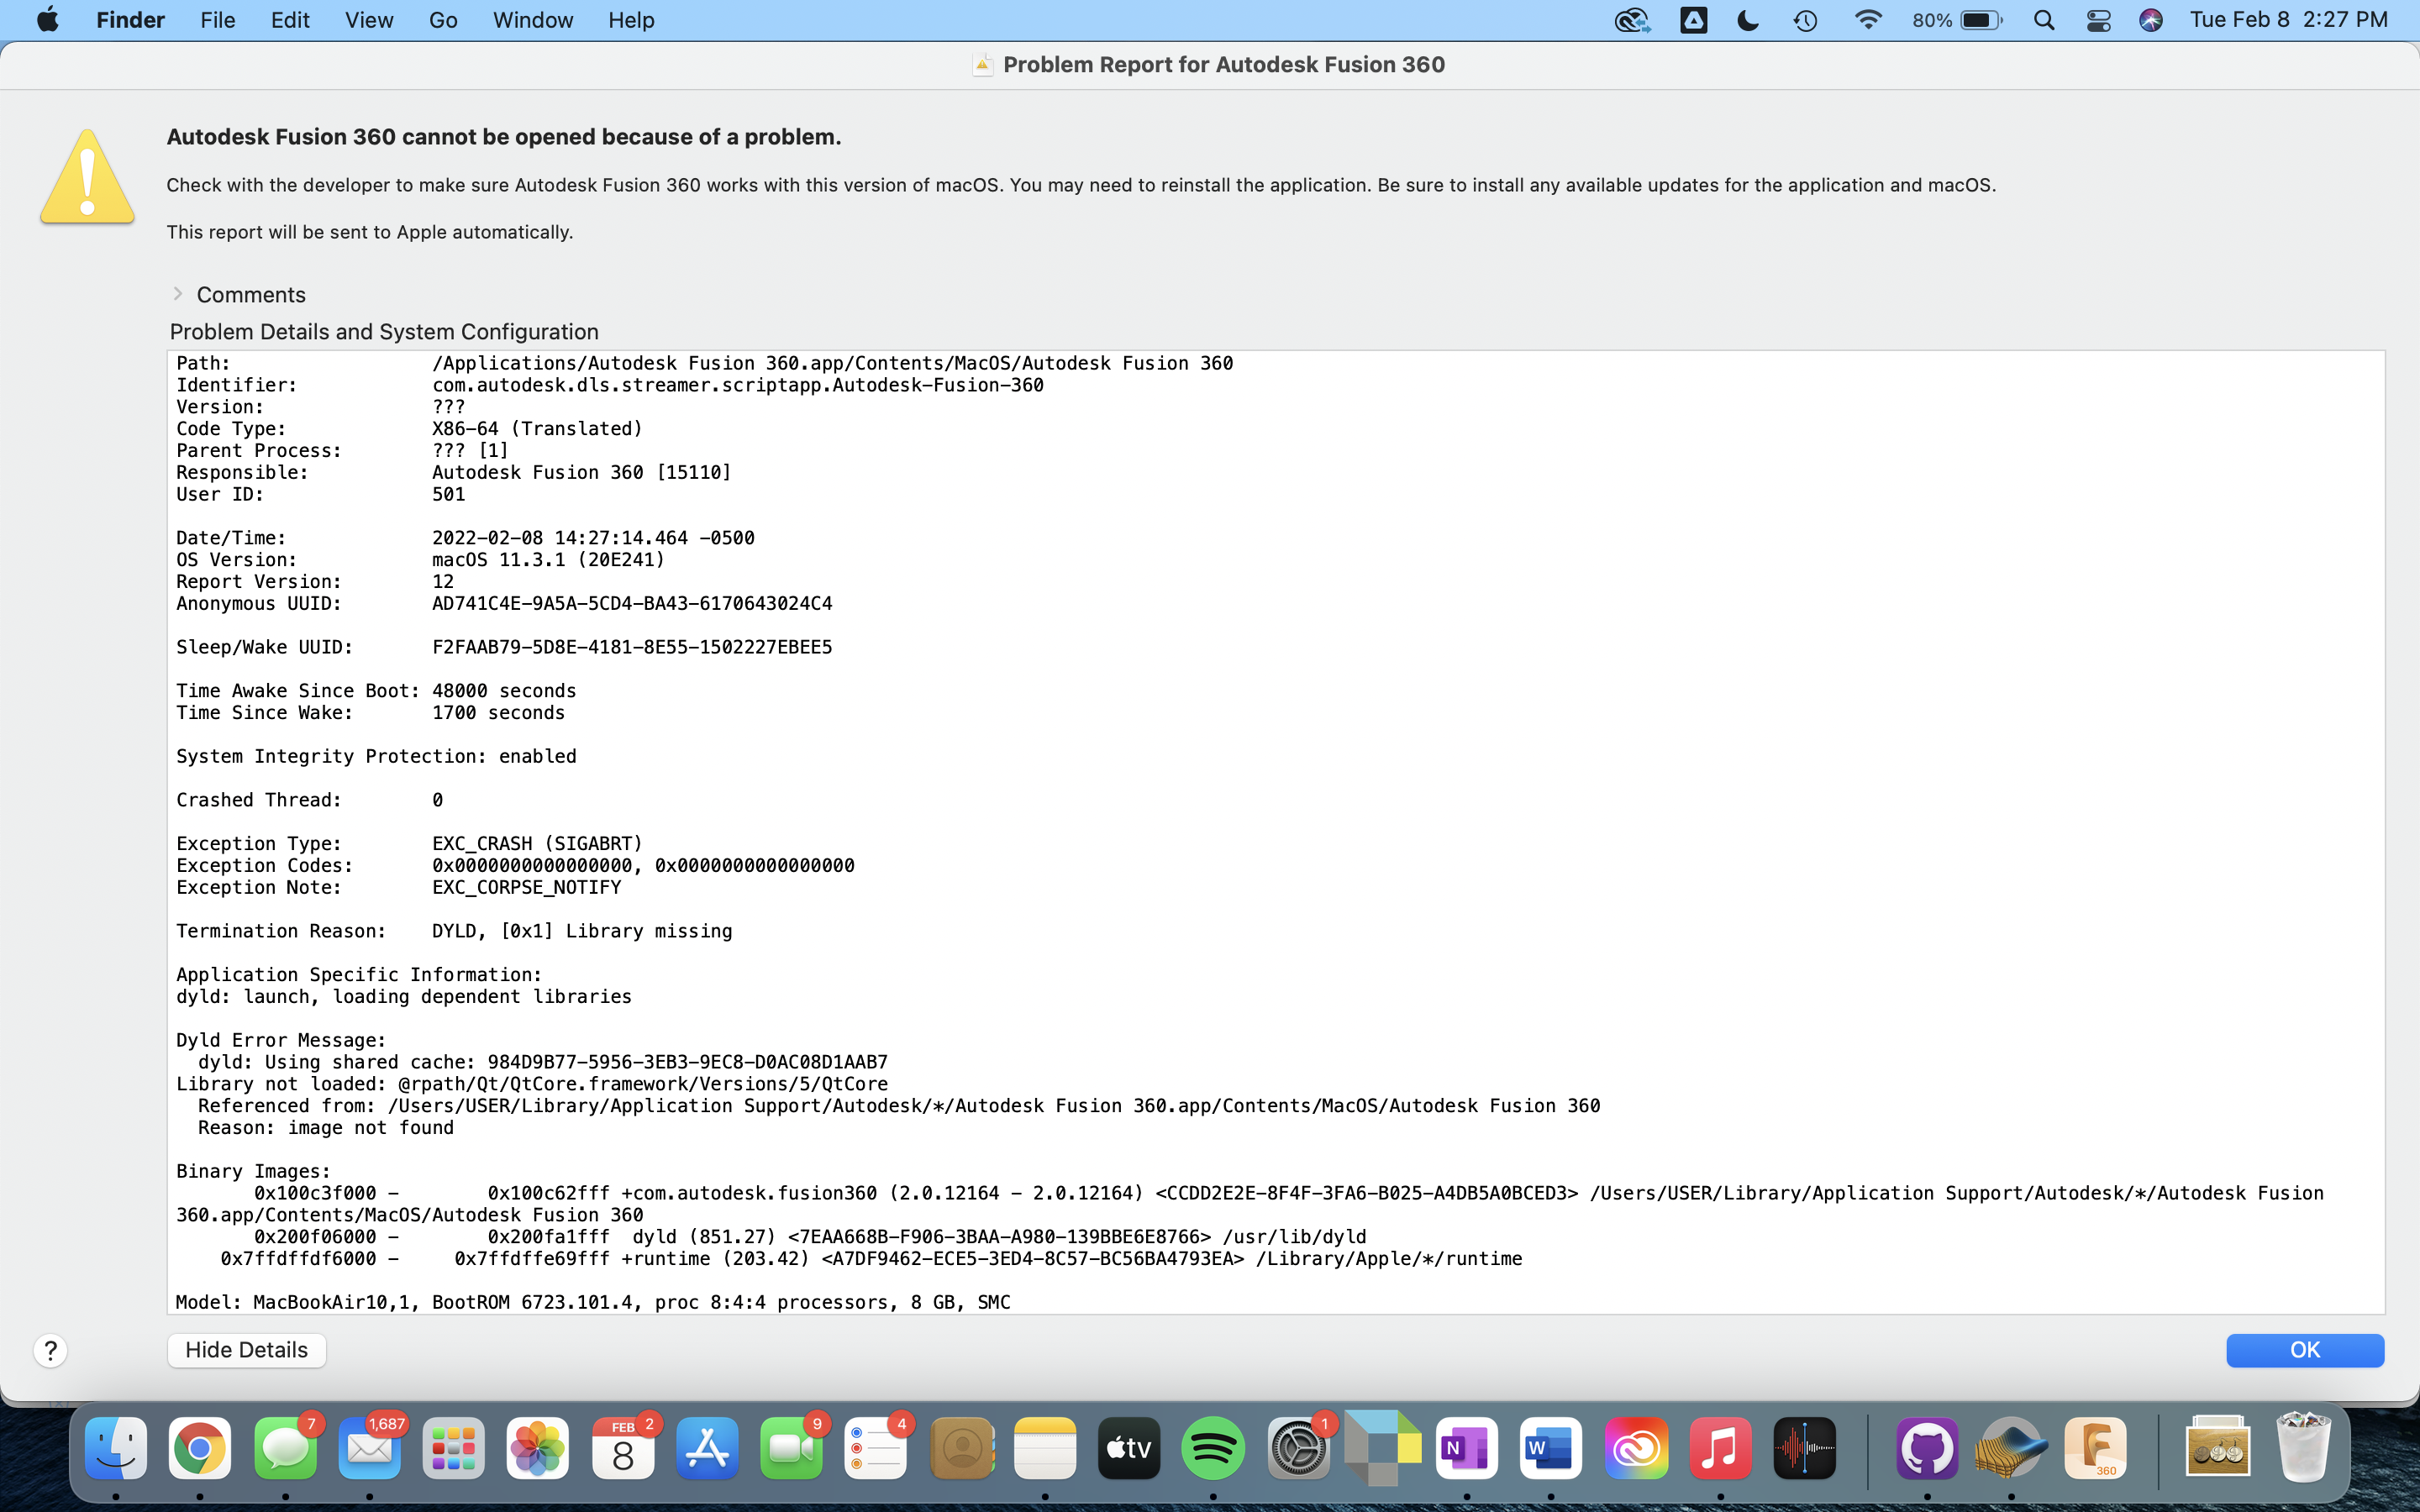 Finder File Edit View Go Window Help 80% Tue Feb 8 2:27 PM
Problem Report for Autodesk Fusion 360
Autodesk Fusion 360 cannot be opened because of a problem.
Check with the developer to make sure Autodesk Fusion 360 works with this version of macOS. You may need to reinstall the application. Be sure to install any available updates for the application and macOS.
This report will be sent to Apple automatically.
Comments
Problem Details and System Configuration
Path: /Applications/Autodesk Fusion 360.app/Contents/MacOS/Autodesk Fusion 360
Identifier: com.autodesk.dls.streamer.scriptapp.Autodesk-Fusion-360
Version: ???
Code Type: X86-64 (Translated)
Parent Process: ??? [1]
Responsible: Autodesk Fusion 360 [15110]
User ID: 501
Date/Time: 2022-02-08 14:27:14.464 -0500
OS Version: macOS 11.3.1 (20E241)
Report Version: 12
Anonymous UUID: AD741C4E-9A5A-5CD4-BA43-6170643024C4
Sleep/Wake UUID: F2FAAB79-5D8E-4181-8E55-1502227EBEE5
Time Awake Since Boot: 48000 seconds
Time Since Wake: 1700 seconds
System Integrity Protection: enabled
Crashed Thread: 0
Exception Type: EXC_CRASH (SIGABRT)
Exception Codes: 0x0000000000000000, 0x0000000000000000
Exception Note: EXC_CORPSE_NOTIFY
Termination Reason: DYLD, [0x1] Library missing
Application Specific Information:
dyld: launch, loading dependent libraries
Dyld Error Message:
dyld: Using shared cache: 984D9B77-5956-3EB3-9EC8-D0AC08D1AAB7
Library not loaded: @rpath/Qt/QtCore.framework/Versions/5/QtCore
Referenced from: /Users/USER/Library/Application Support/Autodesk/*/Autodesk Fusion 360.app/Contents/MacOS/Autodesk Fusion 360
Reason: image not found
Binary Images:
0x100c3f000 - 0x100c62fff +com.autodesk.fusion360 (2.0.12164 - 2.0.12164) <CCDD2E2E-8F4F-3FA6-B025-A4DB5A0BCED3> /Users/USER/Library/Application Support/Autodesk/*/Autodesk Fusion
360.app/Contents/MacOS/Autodesk Fusion 360
0x200f06000 - 0x200fa1fff dyld (851.27) <7EAA668B-F906-3BAA-A980-139BBE6E8766> /usr/lib/dyld
0x7ffdffdf6000 - 0x7ffdffe69fff +runtime (203.42) <A7DF9462-ECE5-3ED4-8C57-BC56BA4793EA> /Library/Apple/*/runtime
Model: MacBookAir10,1, BootROM 6723.101.4, proc 8:4:4 processors, 8 GB, SMC
? Hide Details OK
7 1,687 FEB 2 9 4 1
8 tv N W F
360